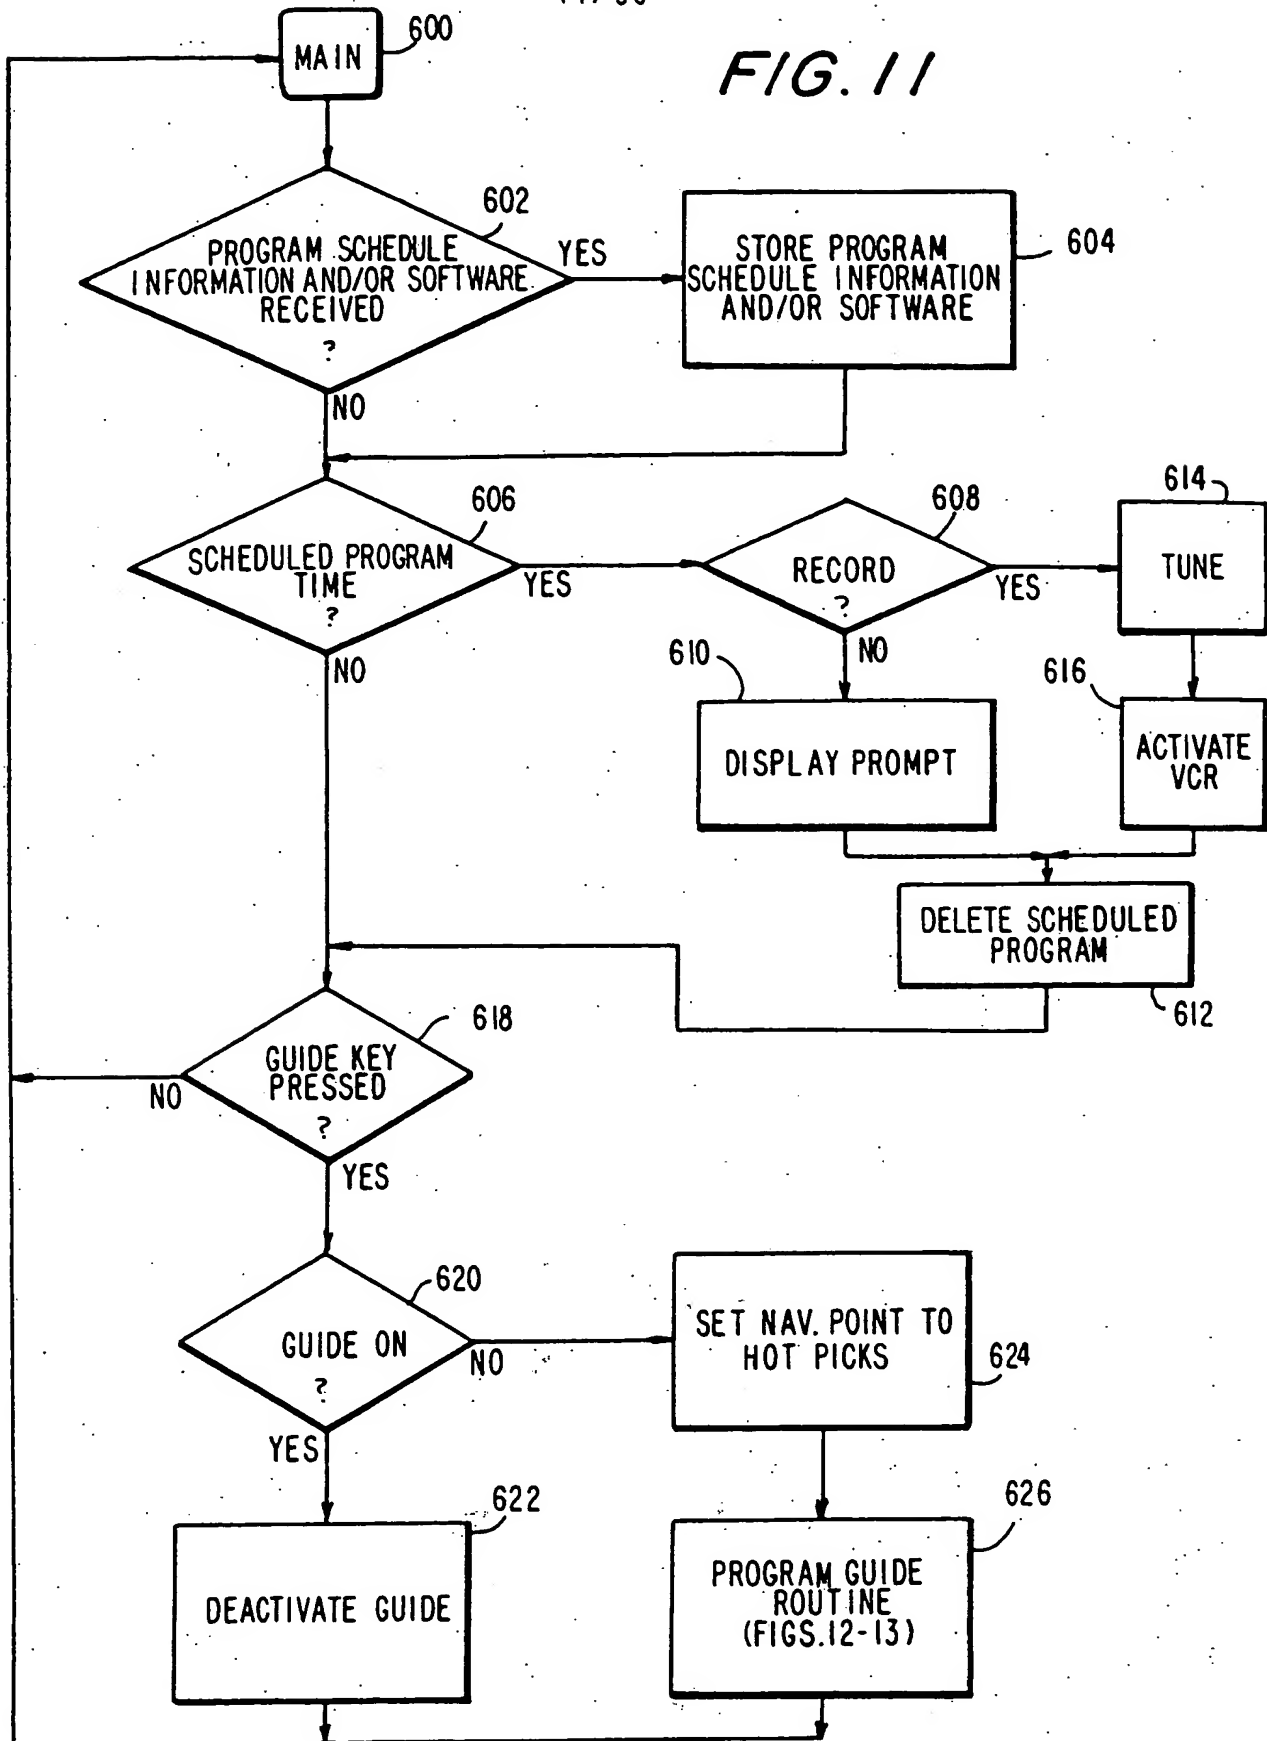 600
MAIN
FIG. 11
602
PROGRAM SCHEDULE
INFORMATION AND/OR SOFTWARE
RECEIVED
?
YES
STORE PROGRAM
SCHEDULE INFORMATION
AND/OR SOFTWARE
604
NO
606
SCHEDULED PROGRAM
TIME
?
YES
608
RECORD
?
YES
614
TUNE
NO
NO
610
DISPLAY PROMPT
616
ACTIVATE
VCR
DELETE SCHEDULED
PROGRAM
612
618
GUIDE KEY
PRESSED
?
NO
YES
620
GUIDE ON
?
NO
SET NAV. POINT TO
HOT PICKS
624
YES
622
DEACTIVATE GUIDE
626
PROGRAM GUIDE
ROUTINE
(FIGS.12-13)